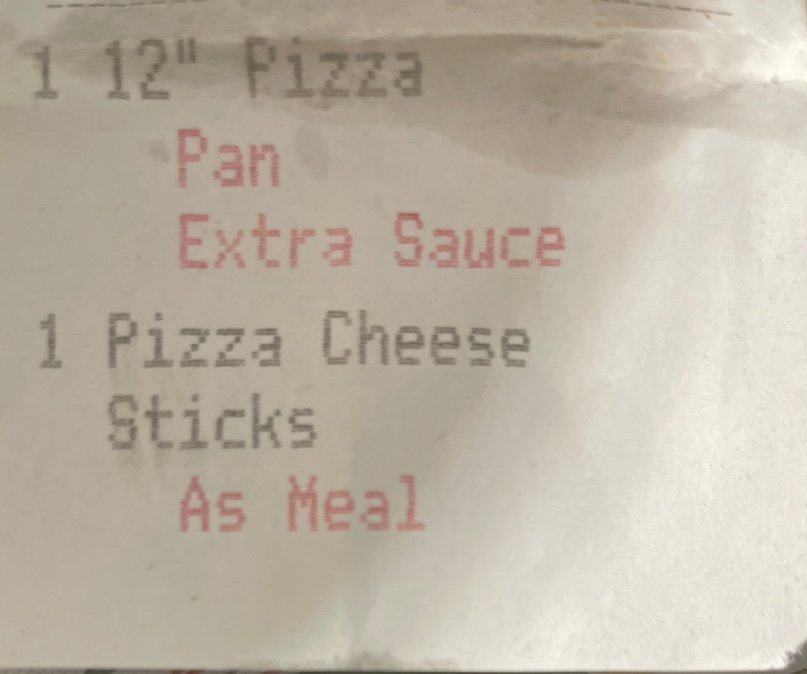 1 12" Pizza
Pan
Extra Sauce
1 Pizza Cheese
Sticks
As Meal